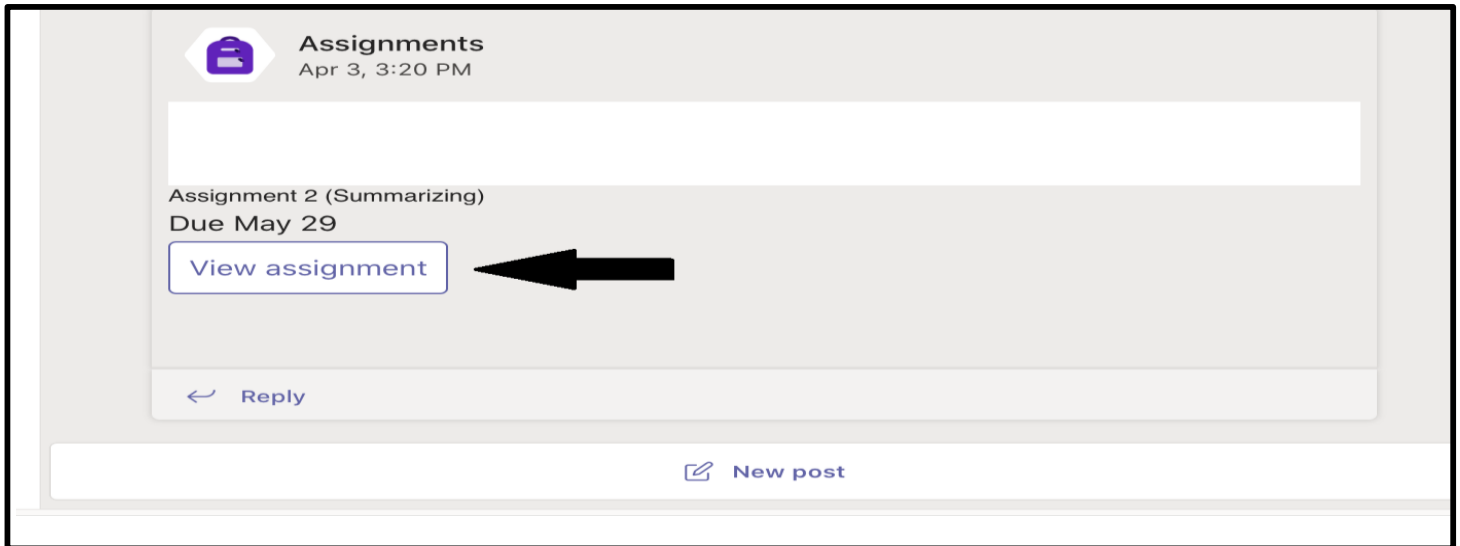 Assignments
Apr 3, 3:20 PM
Assignment 2 (Summarizing)
Due May 29
View assignment
Reply
New post